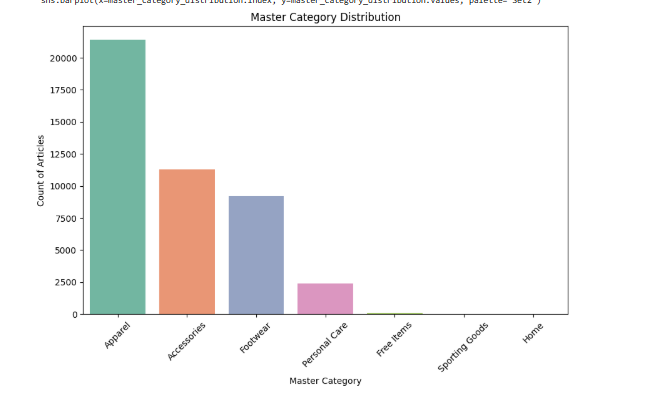 sns.barplot(x=master_category_distribution.index, y=master_category_distribution.values, palette='Set2')
Master Category Distribution
20000
17500
15000
12500
10000
7500
5000
2500
0
Count of Articles
Apparel
Accessories
Footwear
Personal Care
Free Items
Sporting Goods
Home
Master Category